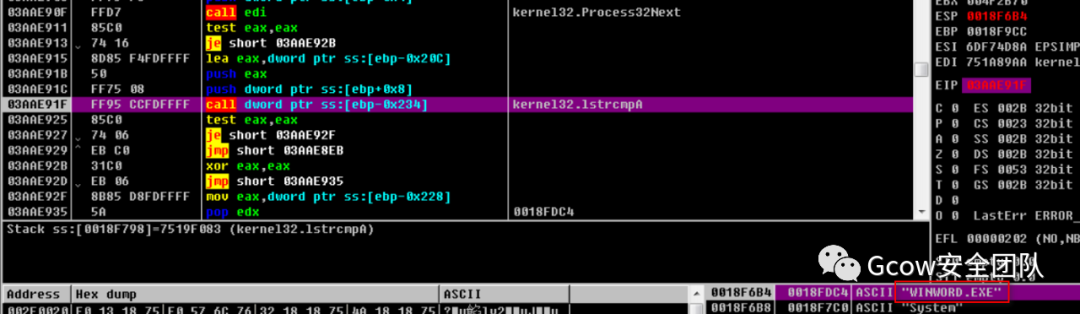 03AAE90F FFD7 call edi kernel32.Process32Next
03AAE911 85C0 test eax,eax
03AAE913 74 16 je short 03AAE92B
03AAE915 8D85 F4FDFFFF lea eax,dword ptr ss:[ebp-0x20C]
03AAE91B 50 push eax
03AAE91C FF75 08 push dword ptr ss:[ebp+0x8]
03AAE91F FF95 CCFDFFFF call dword ptr ss:[ebp-0x234] kernel32.lstrcmpA
03AAE925 85C0 test eax,eax
03AAE927 74 06 je short 03AAE92F
03AAE929 EB C0 jmp short 03AAE8EB
03AAE92B 31C0 xor eax,eax
03AAE92D EB 06 jmp short 03AAE935
03AAE92F 8B85 D8FDFFFF mov eax,dword ptr ss:[ebp-0x228]
03AAE935 5A pop edx 0018FDC4
Stack ss:[0018F798]=7519F083 (kernel32.lstrcmpA)
ESP 0018F6B4
EBP 0018F9CC
ESI 6DF74D8A EPSIMP
EDI 751A89AA kernel
EIP 03AAE91F
C 0 ES 002B 32bit
P 0 CS 0023 32bit
A 0 SS 002B 32bit
Z 0 DS 002B 32bit
S 0 FS 0053 32bit
T 0 GS 002B 32bit
D 0
O 0 LastErr ERROR_
EFL 00000202 (NO,NB
Gcow安全团队
Address Hex dump ASCII
0018F6B4 0018FDC4 ASCII "WINWORD.EXE"
0018F6B8 0018F7C0 ASCII "System"